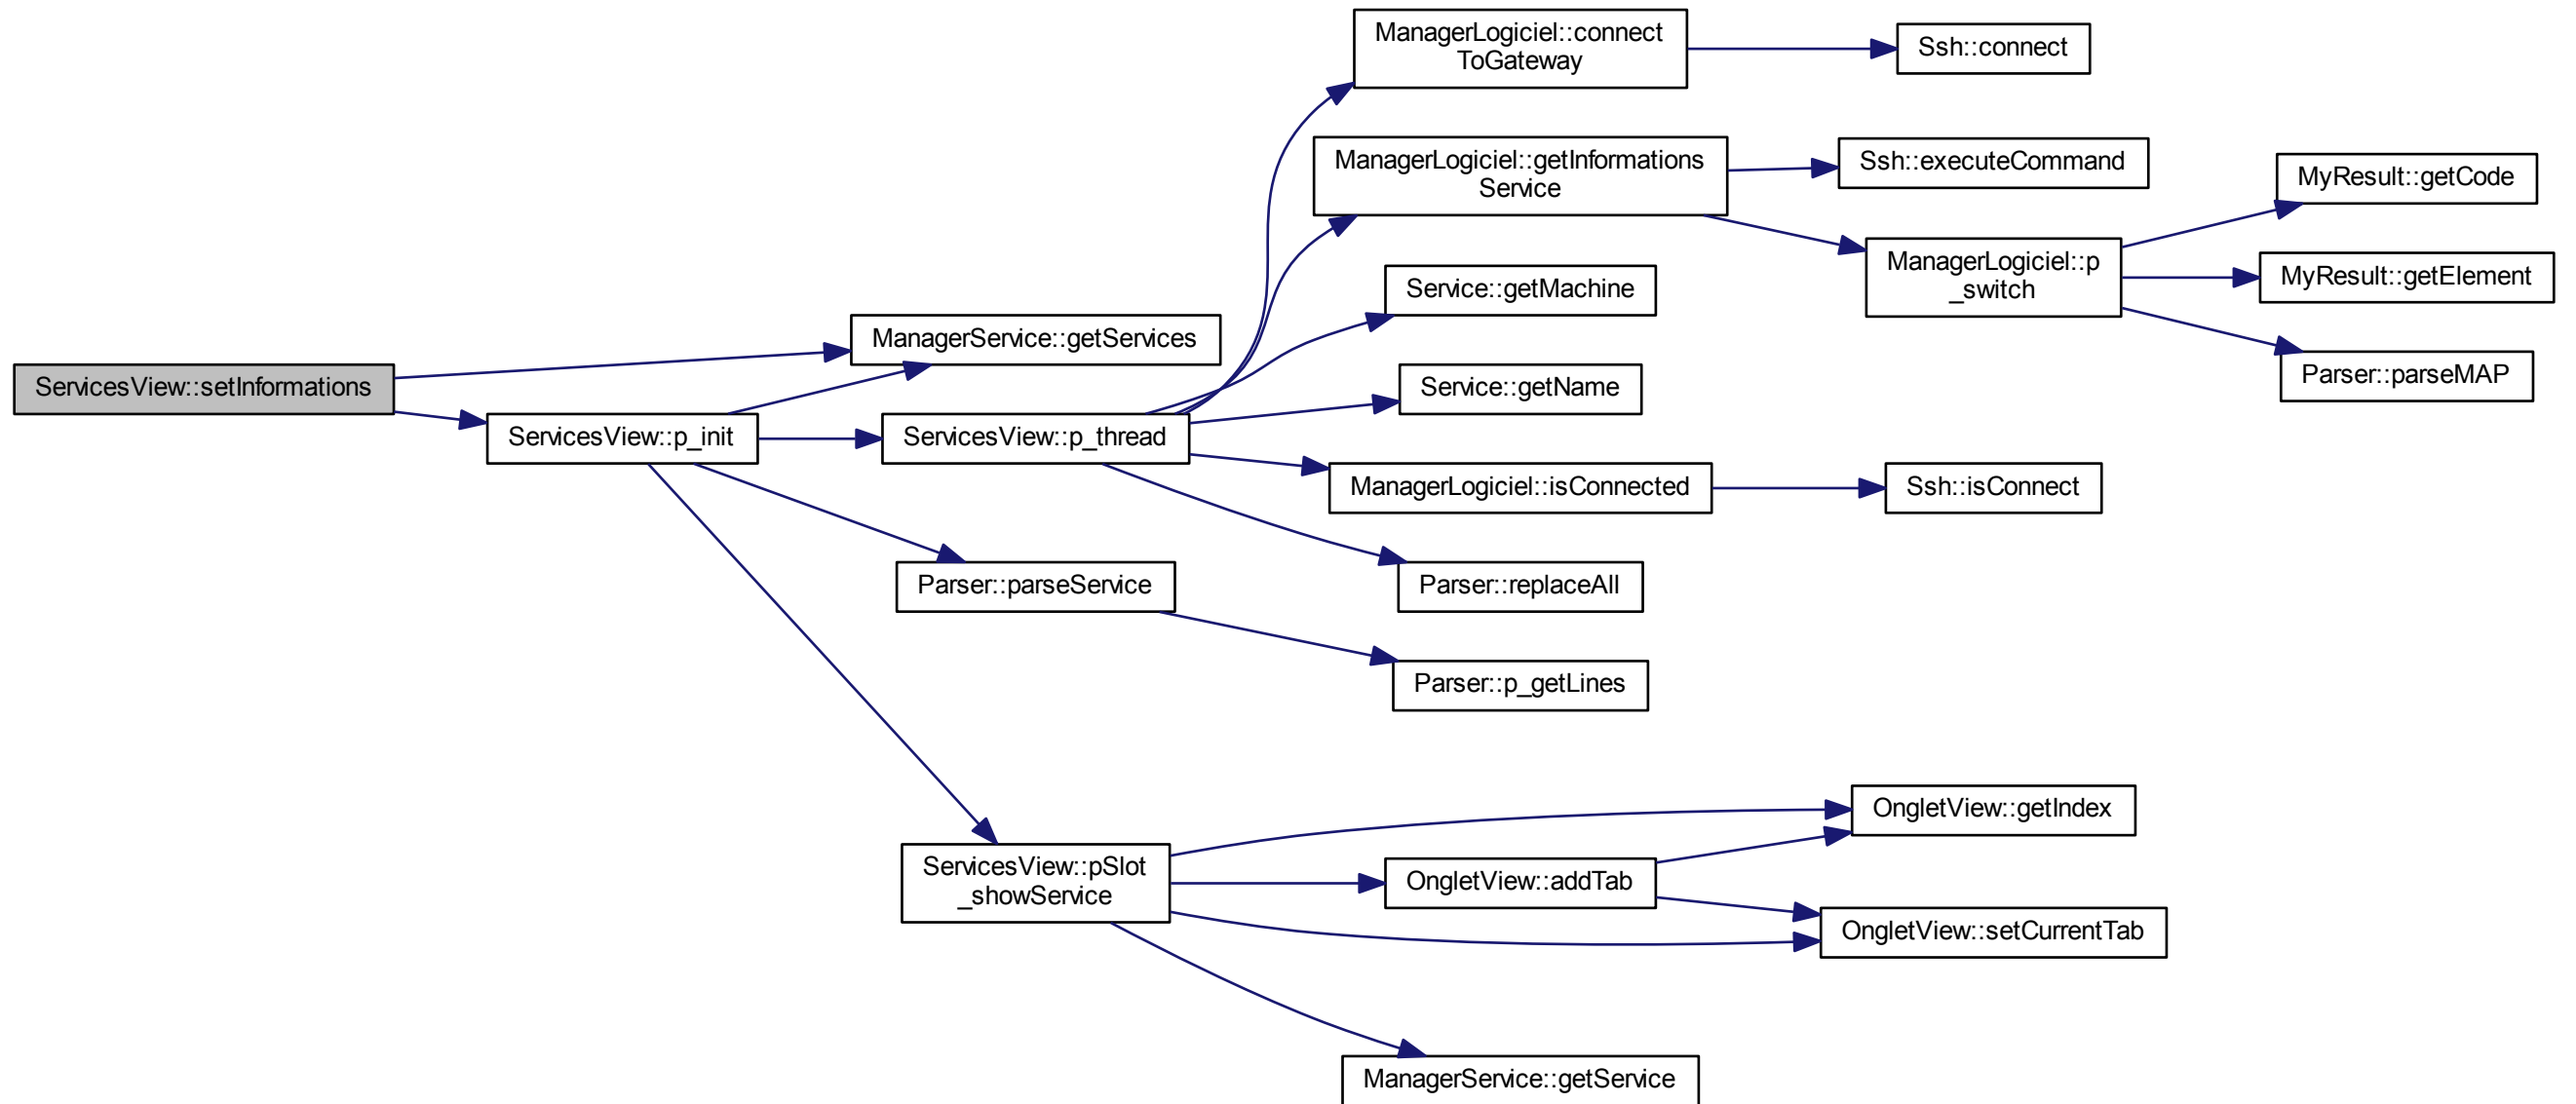 ManagerLogiciel::connect
ToGateway
Ssh::connect
ManagerLogiciel::getInformations
Service
Ssh::executeCommand
MyResult::getCode
ManagerLogiciel::p
_switch
MyResult::getElement
Service::getMachine
ManagerService::getServices
Parser::parseMAP
ServicesView::setInformations
Service::getName
ServicesView::p_init
ServicesView::p_thread
ManagerLogiciel::isConnected
Ssh::isConnect
Parser::parseService
Parser::replaceAll
Parser::p_getLines
OngletView::getIndex
ServicesView::pSlot
_showService
OngletView::addTab
OngletView::setCurrentTab
ManagerService::getService